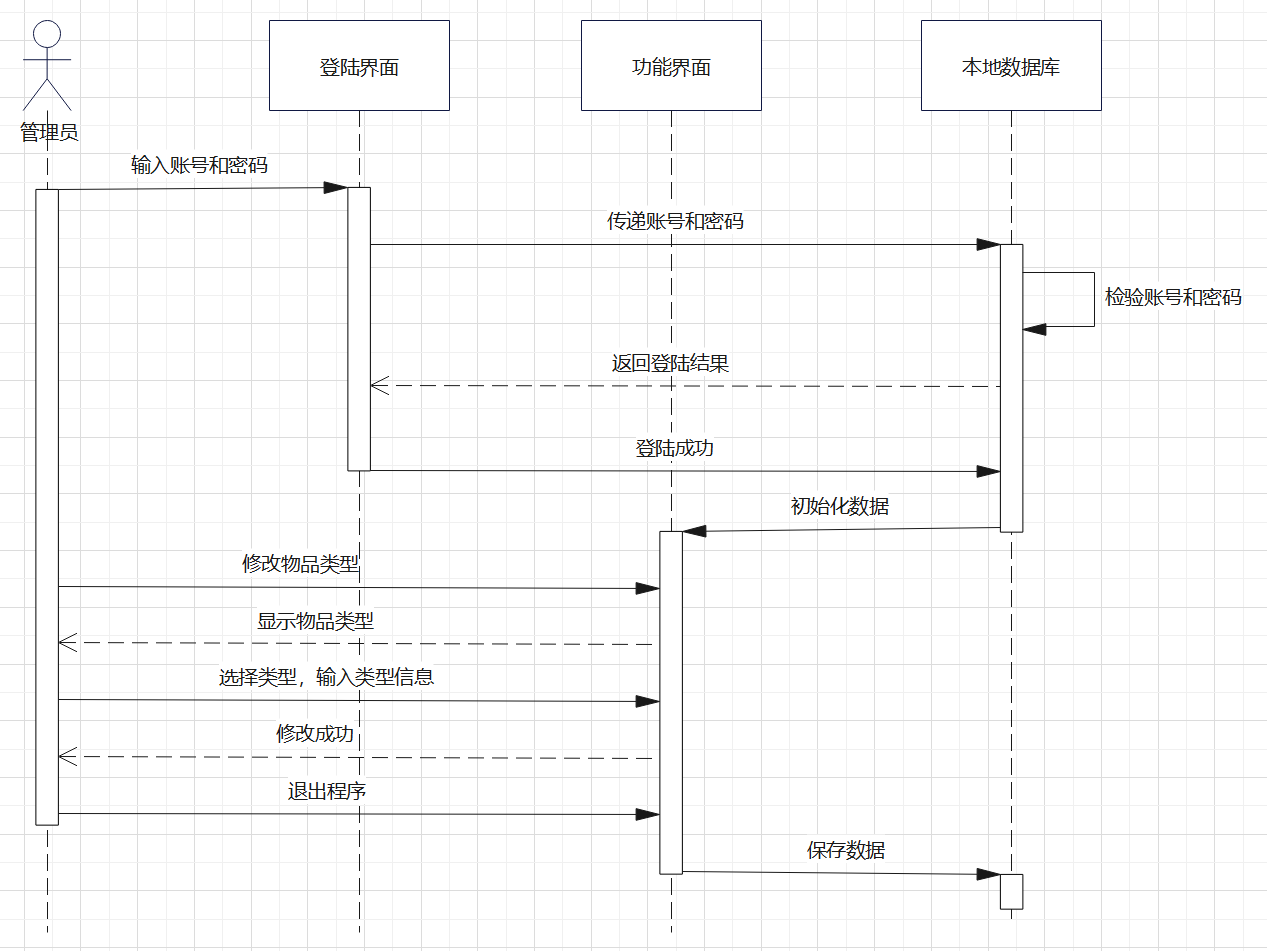 登陆界面
功能界面
本地数据库
管理员
输入账号和密码
传递账号和密码
检验账号和密码
返回登陆结果
登陆成功
初始化数据
修改物品类型
显示物品类型
选择类型，输入类型信息
修改成功
退出程序
保存数据